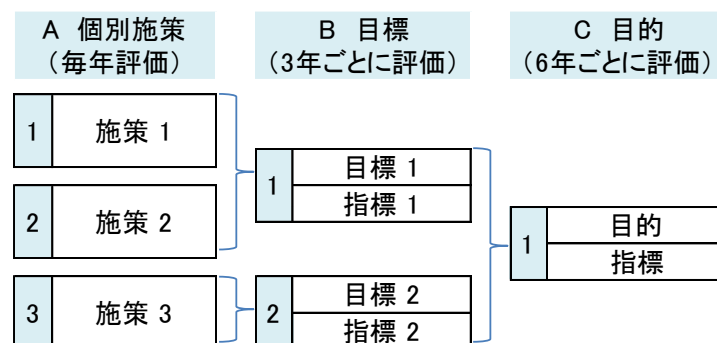 A 個別施策
（毎年評価）
B 目標
（3年ごとに評価）
C 目的
（6年ごとに評価）
1
施策 1
2
施策 2
3
施策 3
1
目標 1
指標 1
2
目標 2
指標 2
1
目的
指標